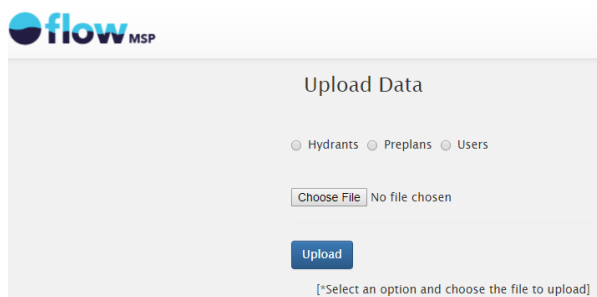 flow MSP
Upload Data
Hydrants Preplans Users
Choose File No file chosen
Upload
[*Select an option and choose the file to upload]